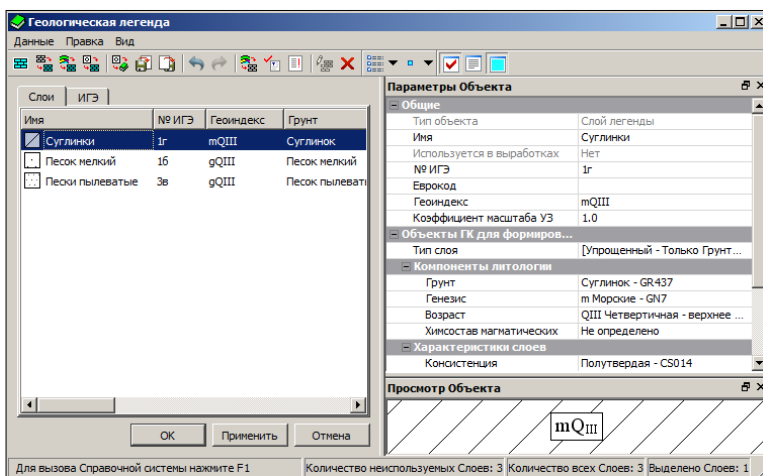 Геологическая легенда
Данные Правка Вид
Слои ИГЭ
Имя № ИГЭ Геоиндекс Грунт
Суглинки 1г mQIII Суглинок
Песок мелкий 1б gQIII Песок мелкий
Пески пылеватые 3в gQIII Песок пылеват
ОК Применить Отмена
Параметры Объекта
Общие
Тип объекта Слой легенды
Имя Суглинки
Используется в выработках Нет
№ ИГЭ 1г
Еврокод
Геоиндекс mQIII
Коэффициент масштаба УЗ 1.0
Объекты ГК для формиров...
Тип слоя [Упрощенный - Только Грунт...
Компоненты литологии
Грунт Суглинок - GR437
Генезис m Морские - GN7
Возраст QIII Четвертичная - верхнее ...
Химсостав магматических Не определено
Характеристики слоев
Консистенция Полутвердая - CS014
Просмотр Объекта
mQIII
Для вызова Справочной системы нажмите F1 Количество неиспользуемых Слоев: 3 Количество всех Слоев: 3 Выделено Слоев: 1